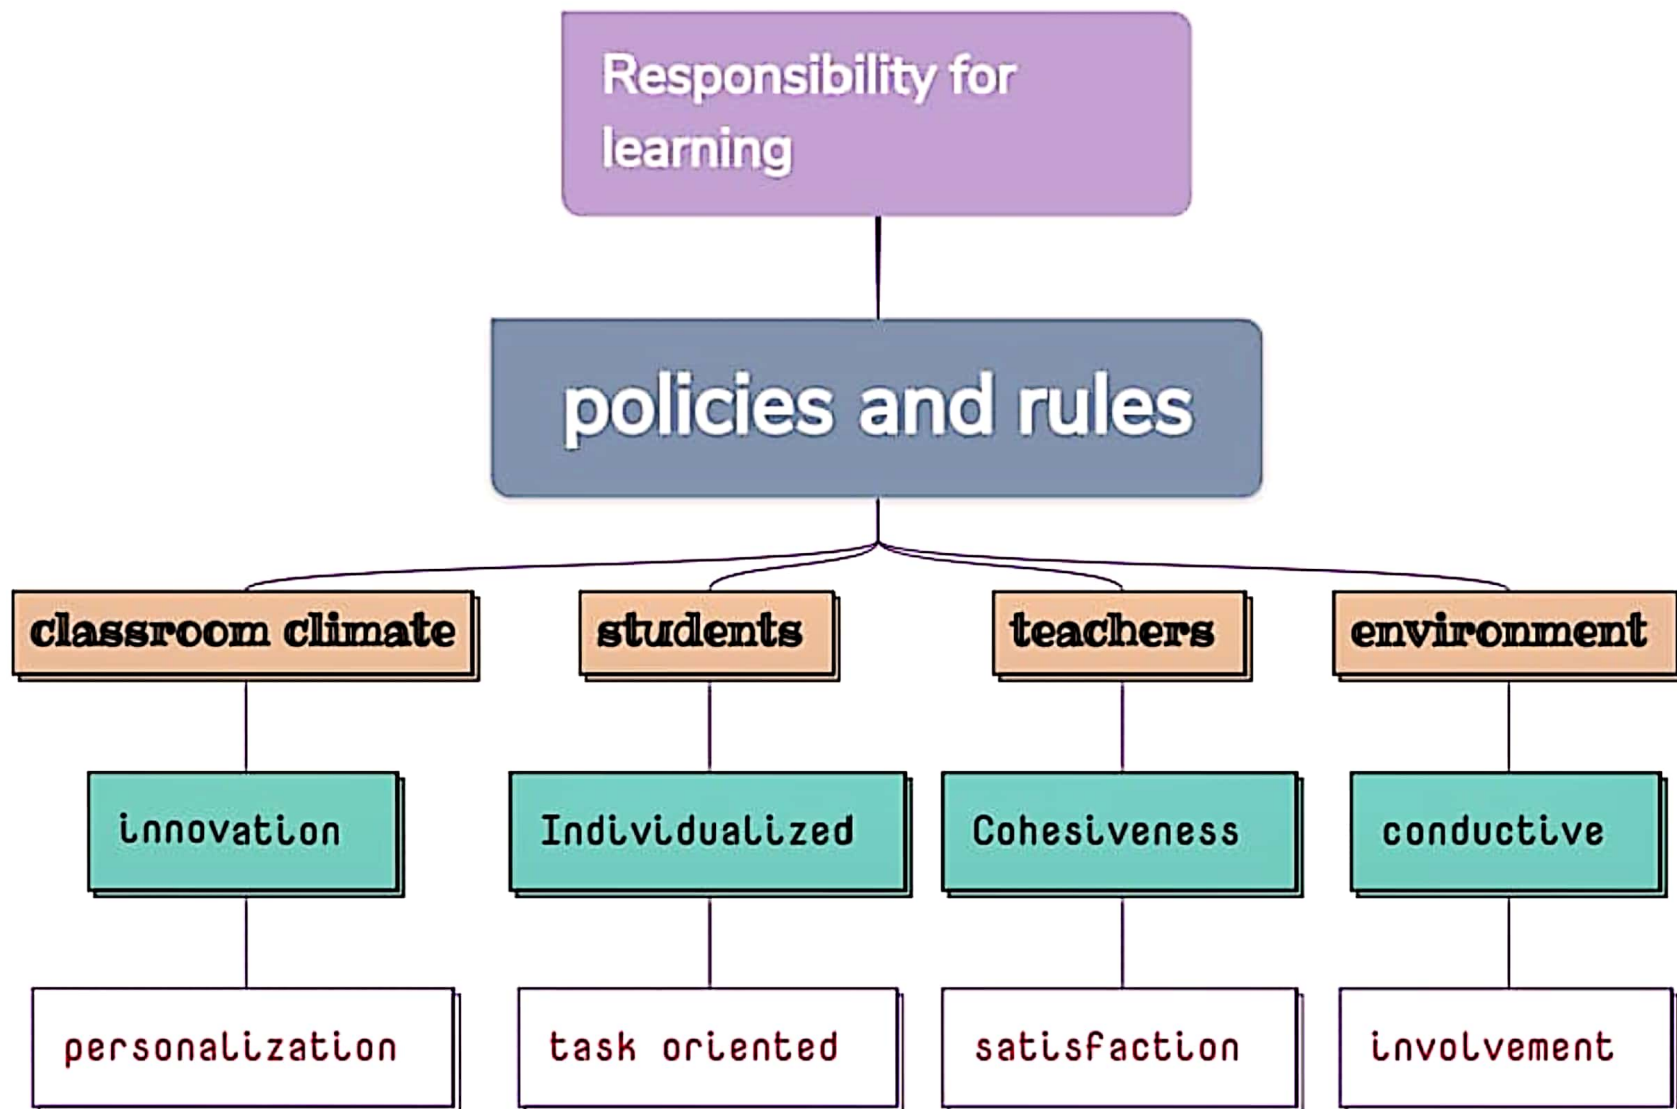 Responsibility for
learning
policies and rules
classroom climate
students
teachers
environment
innovation
Individualized
Cohesiveness
conductive
personalization
task oriented
satisfaction
involvement